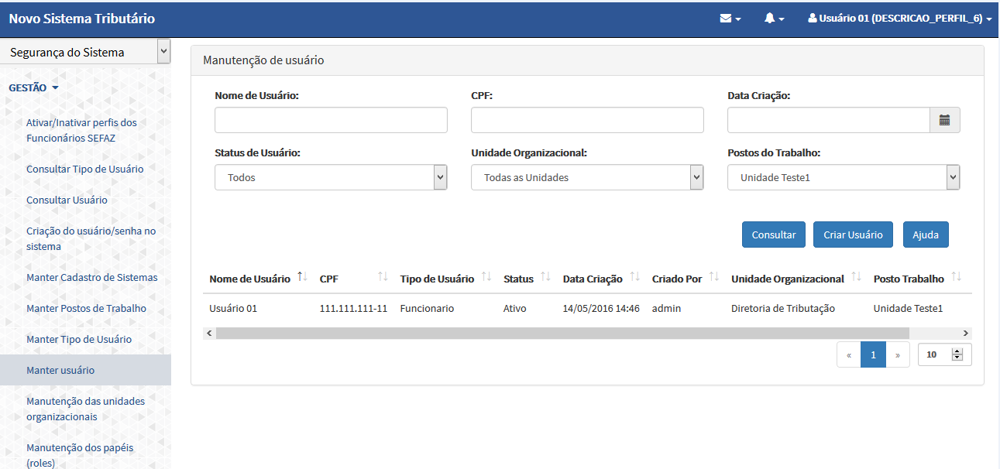 Novo Sistema Tributário
Usuário 01 (DESCRICAO_PERFIL_6)
Segurança do Sistema
GESTÃO
Ativar/Inativar perfis dos
Funcionários SEFAZ
Consultar Tipo de Usuário
Consultar Usuário
Criação do usuário/senha no
sistema
Manter Cadastro de Sistemas
Manter Postos de Trabalho
Manter Tipo de Usuário
Manter usuário
Manutenção das unidades
organizacionais
Manutenção dos papéis
(roles)
Manutenção de usuário
Nome de Usuário: CPF: Data Criação:
Status de Usuário: Unidade Organizacional: Postos do Trabalho:
Todos Todas as Unidades Unidade Teste1
Consultar Criar Usuário Ajuda
Nome de Usuário CPF Tipo de Usuário Status Data Criação Criado Por Unidade Organizacional Posto Trabalho
Usuário 01 111.111.111-11 Funcionario Ativo 14/05/2016 14:46 admin Diretoria de Tributação Unidade Teste1
« 1 » 10